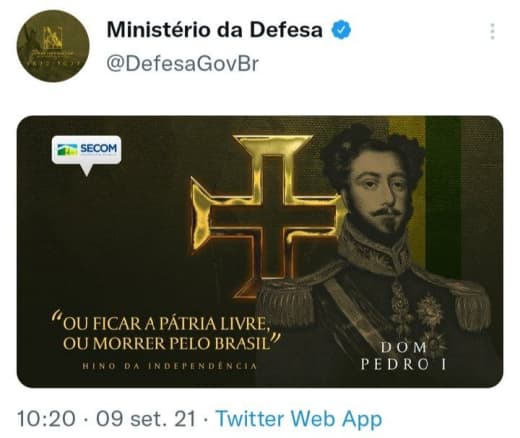 Ministério da Defesa
@DefesaGovBr
SECOM
“OU FICAR A PÁTRIA LIVRE,
OU MORRER PELO BRASIL”
HINO DA INDEPENDÊNCIA
DOM
PEDRO I
10:20 · 09 set. 21 · Twitter Web App